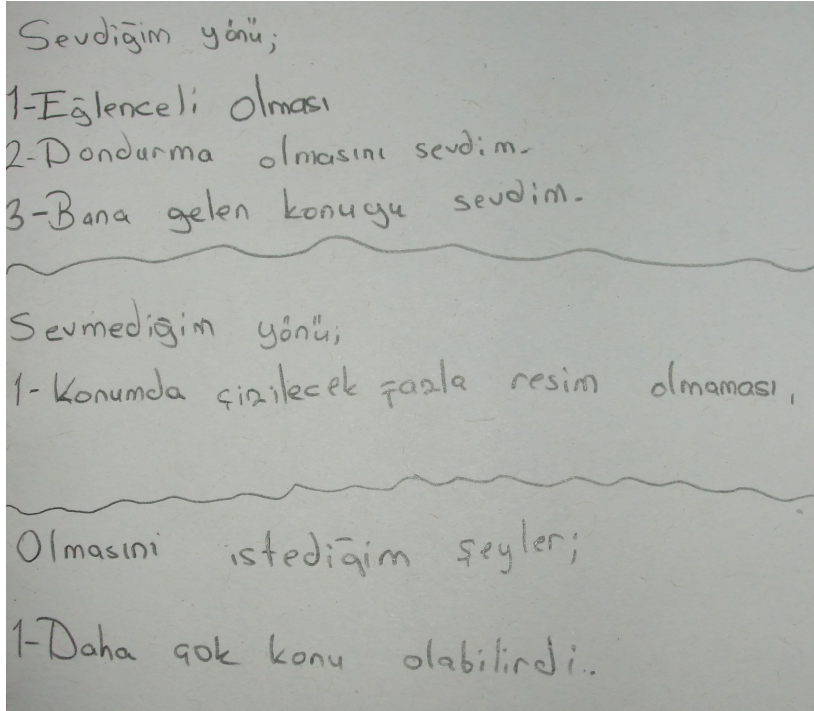 Sevdiğim yönü;
1-Eğlenceli olması
2-Dondurma olmasını sevdim.
3-Bana gelen konuyu sevdim.
Sevmediğim yönü;
1-Konumda çizilecek fazla resim olmaması,
Olmasını istediğim şeyler;
1-Daha çok konu olabilirdi..